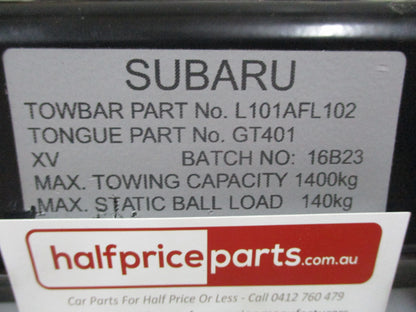 SUBARU
TOWBAR PART No. L101AFL102
TONGUE PART No. GT401
XV BATCH NO: 16B23
MAX. TOWING CAPACITY 1400kg
MAX. STATIC BALL LOAD 140kg
halfpriceparts.com.au
Car Parts For Half Price Or Less - Call 0412 760 479